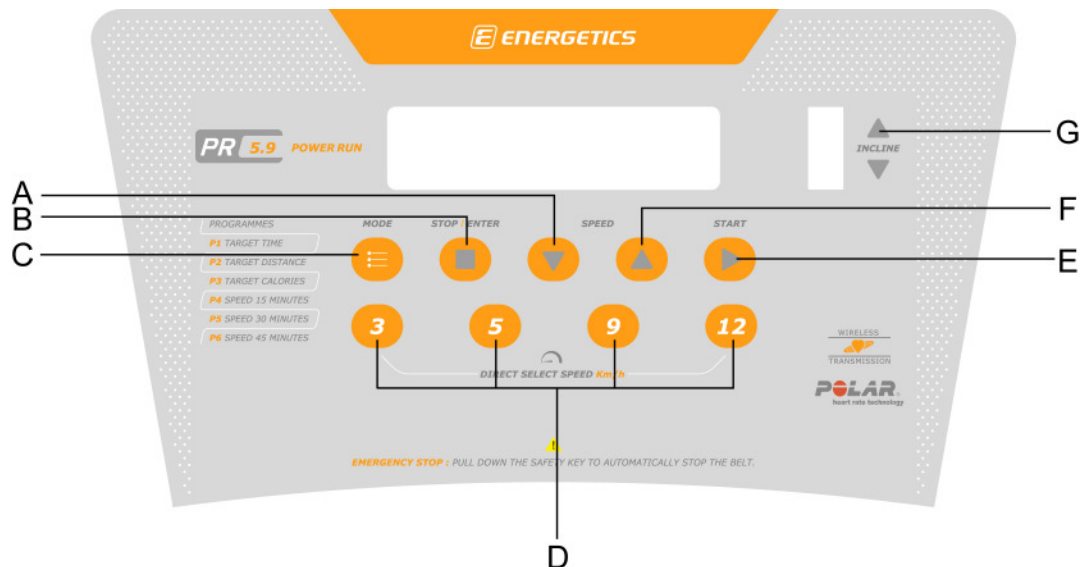 E ENERGETICS
G
PR 5.9 POWER RUN
INCLINE
A
B
C
PROGRAMMES
P1 TARGET TIME
P2 TARGET DISTANCE
P3 TARGET CALORIES
P4 SPEED 15 MINUTES
P5 SPEED 30 MINUTES
P6 SPEED 45 MINUTES
MODE STOP / ENTER SPEED START
F
E
3 5 9 12
DIRECT SELECT SPEED Km/h
WIRELESS
TRANSMISSION
POLAR®
heart rate technology
EMERGENCY STOP : PULL DOWN THE SAFETY KEY TO AUTOMATICALLY STOP THE BELT.
D